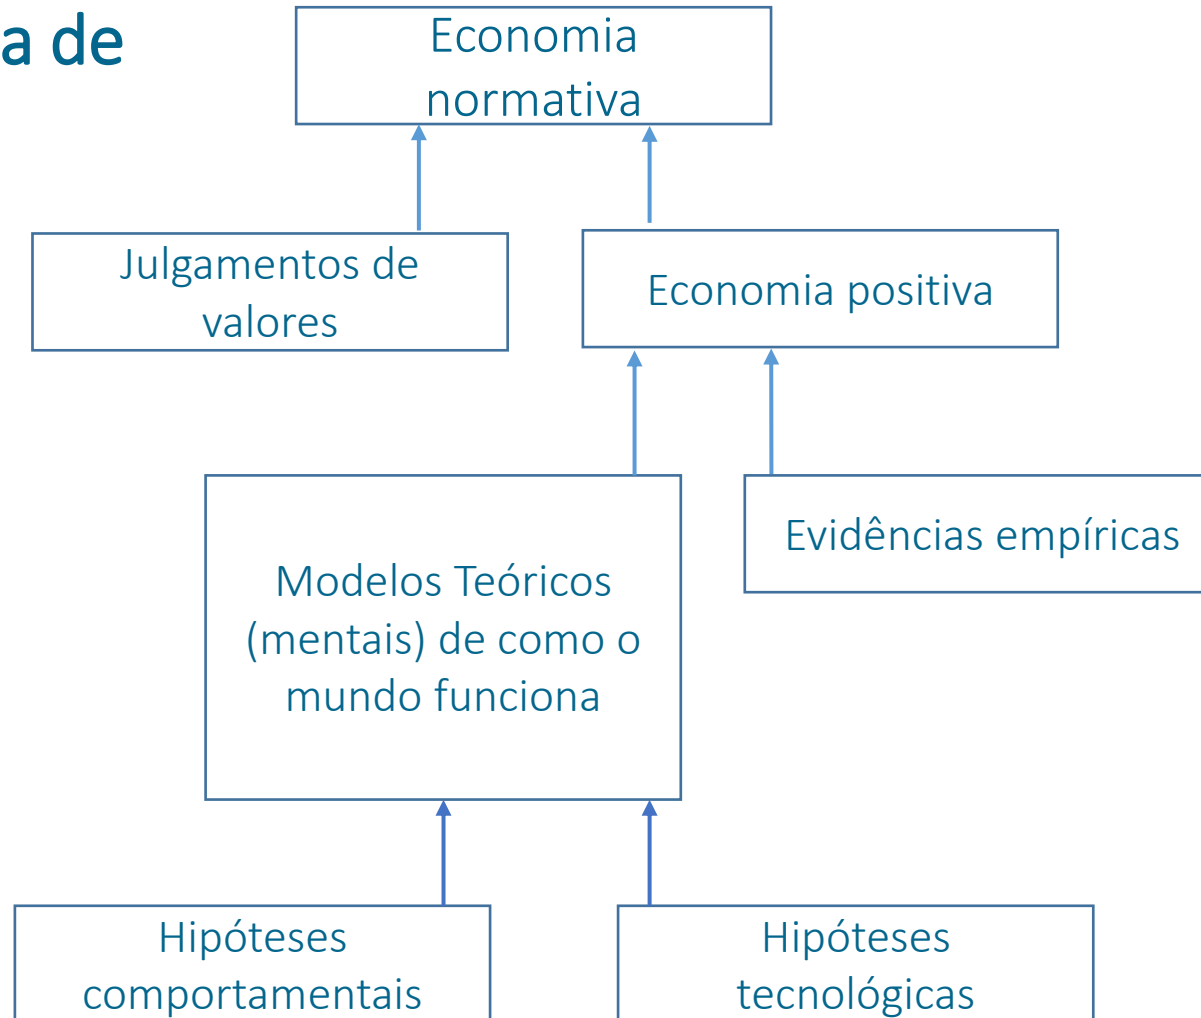 a de
Economia
normativa
Julgamentos de
valores
Economia positiva
Modelos Teóricos
(mentais) de como o
mundo funciona
Evidências empíricas
Hipóteses
comportamentais
Hipóteses
tecnológicas